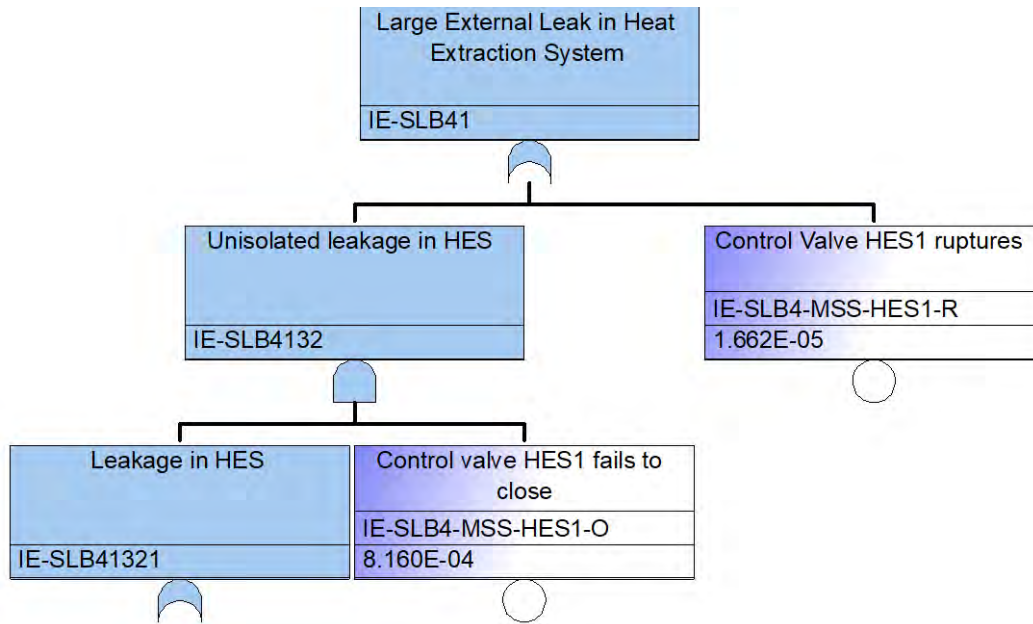 Large External Leak in Heat
Extraction System
IE-SLB41
Unisolated leakage in HES
IE-SLB4132
Control Valve HES1 ruptures
IE-SLB4-MSS-HES1-R
1.662E-05
Leakage in HES
IE-SLB41321
Control valve HES1 fails to
close
IE-SLB4-MSS-HES1-O
8.160E-04